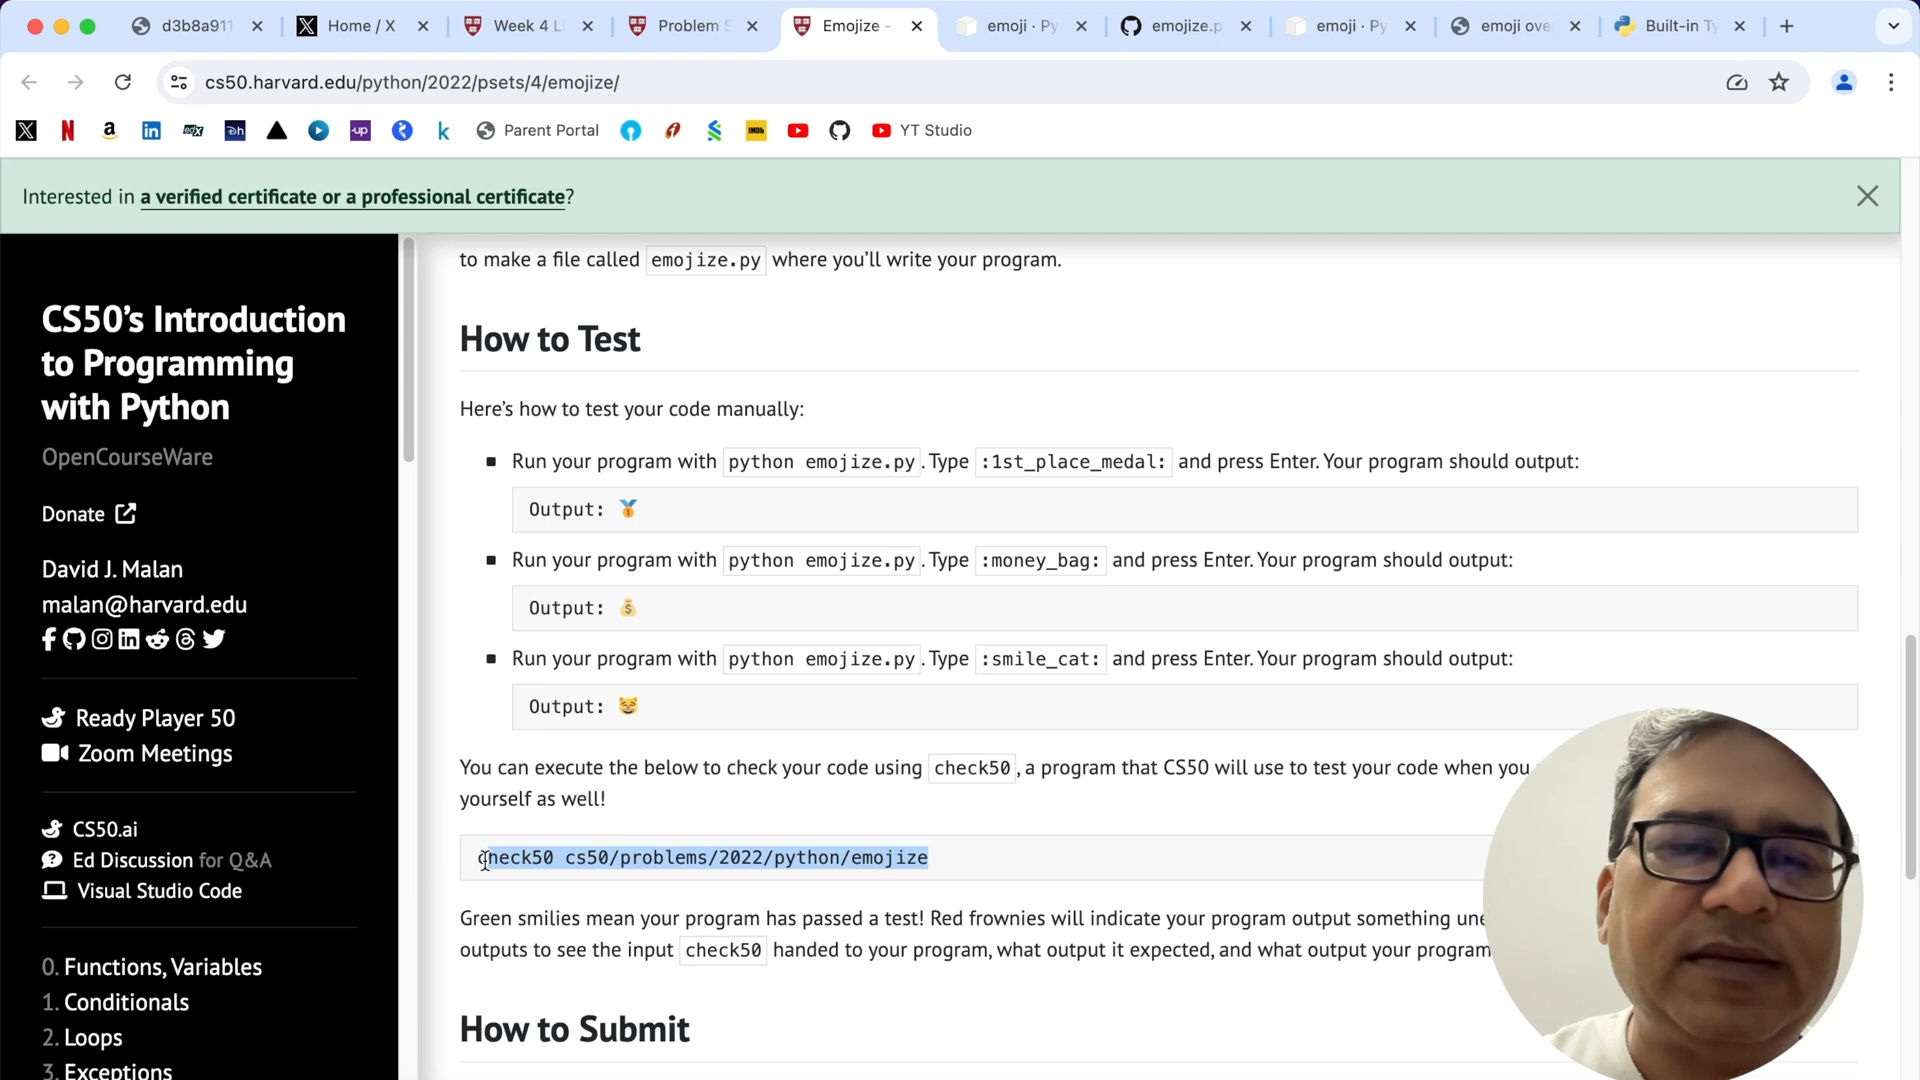 d3b8a911
Home / X
Week 4 L
Problem S
Emojize -
emoji · Py
emojize.p
emoji · Py
emoji ove
Built-in Ty
cs50.harvard.edu/python/2022/psets/4/emojize/
Parent Portal
YT Studio
Interested in a verified certificate or a professional certificate?
CS50’s Introduction
to Programming
with Python
OpenCourseWare
Donate
David J. Malan
malan@harvard.edu
Ready Player 50
Zoom Meetings
CS50.ai
Ed Discussion for Q&A
Visual Studio Code
0. Functions, Variables
1. Conditionals
2. Loops
3. Exceptions
to make a file called emojize.py where you’ll write your program.
How to Test
Here’s how to test your code manually:
Run your program with python emojize.py. Type :1st_place_medal: and press Enter. Your program should output:
Output: 🥇
Run your program with python emojize.py. Type :money_bag: and press Enter. Your program should output:
Output: 💰
Run your program with python emojize.py. Type :smile_cat: and press Enter. Your program should output:
Output: 😸
You can execute the below to check your code using check50, a program that CS50 will use to test your code when you
yourself as well!
check50 cs50/problems/2022/python/emojize
Green smilies mean your program has passed a test! Red frownies will indicate your program output something une
outputs to see the input check50 handed to your program, what output it expected, and what output your program
How to Submit